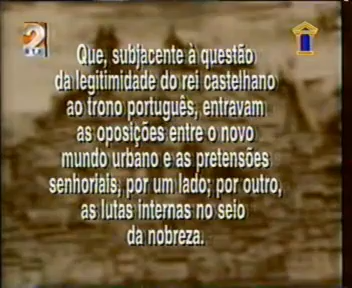 2
Que, subjacente à questão
da legitimidade do rei castelhano
ao trono português, entravam
as oposições entre o novo
mundo urbano e as pretensões
senhoriais, por um lado; por outro,
as lutas internas no seio
da nobreza.